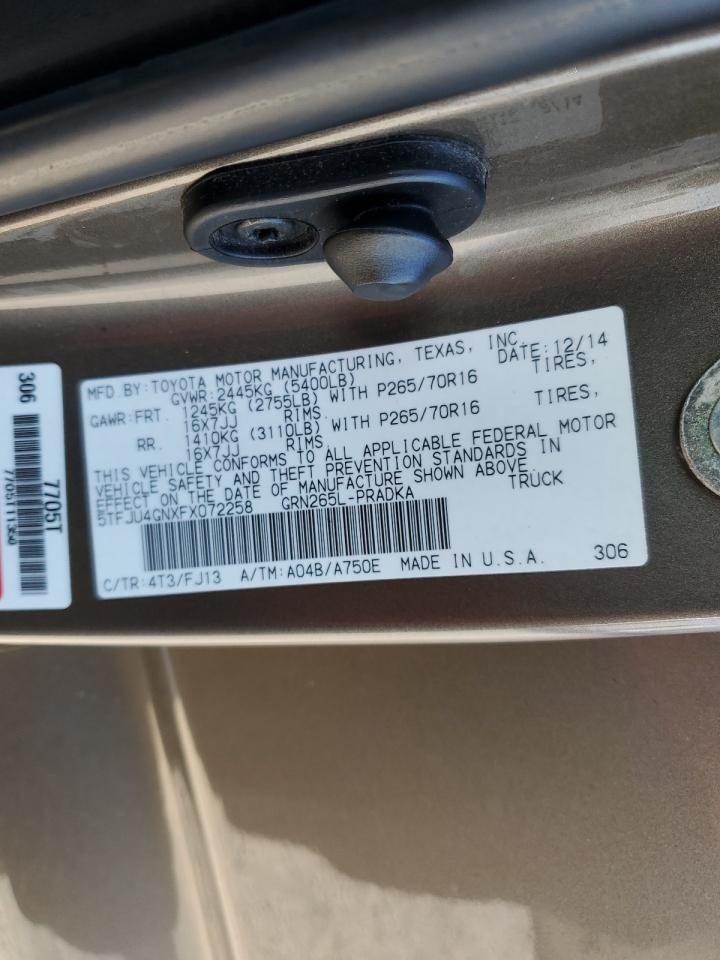 MFD.BY:TOYOTA MOTOR MANUFACTURING, TEXAS, INC. DATE:12/14
GVWR:2445KG (5400LB)
GAWR:FRT. 1245KG (2755LB) WITH P265/70R16 TIRES,
16X7JJ RIMS
RR. 1410KG (3110LB) WITH P265/70R16 TIRES,
16X7JJ RIMS
THIS VEHICLE CONFORMS TO ALL APPLICABLE FEDERAL MOTOR
VEHICLE SAFETY AND THEFT PREVENTION STANDARDS IN
EFFECT ON THE DATE OF MANUFACTURE SHOWN ABOVE.
5TFJU4GNXFX072258 GRN265L-PRADKA TRUCK
C/TR:4T3/FJ13 A/TM:A04B/A750E MADE IN U.S.A. 306
306 7705T